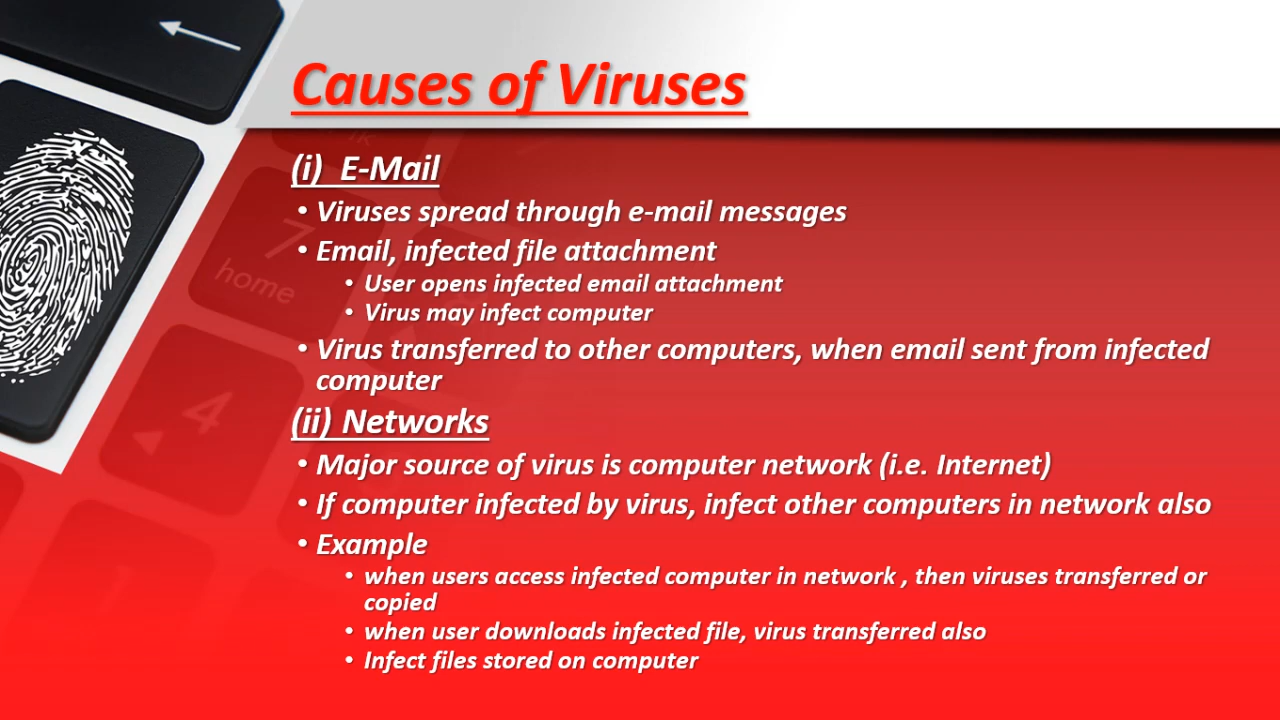 Causes of Viruses
(i) E-Mail
• Viruses spread through e-mail messages
• Email, infected file attachment
• User opens infected email attachment
• Virus may infect computer
• Virus transferred to other computers, when email sent from infected
computer
(ii) Networks
• Major source of virus is computer network (i.e. Internet)
• If computer infected by virus, infect other computers in network also
• Example
• when users access infected computer in network , then viruses transferred or
copied
• when user downloads infected file, virus transferred also
• Infect files stored on computer
7
home
4
1